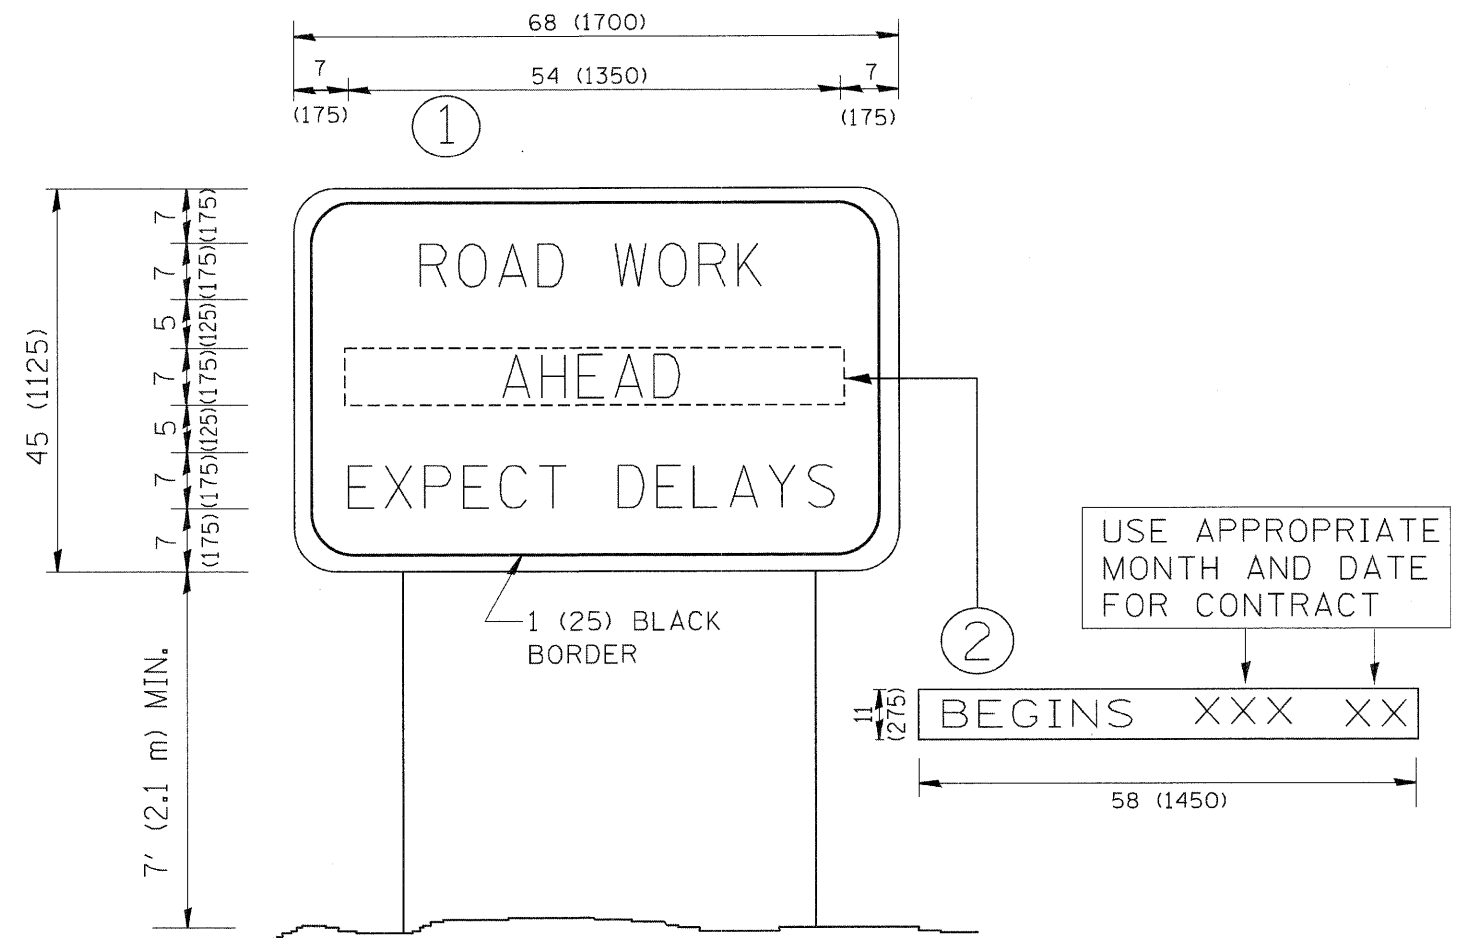 68 (1700)
7 54 (1350) 7
(175) (175)
1
7 (175)
7 (175)
5 (125)
7 (175)
5 (125)
7 (175)
7 (175)
45 (1125)
ROAD WORK
AHEAD
EXPECT DELAYS
1 (25) BLACK
BORDER
7' (2.1 m) MIN.
2
USE APPROPRIATE
MONTH AND DATE
FOR CONTRACT
11
(275)
BEGINS XXX XX
58 (1450)